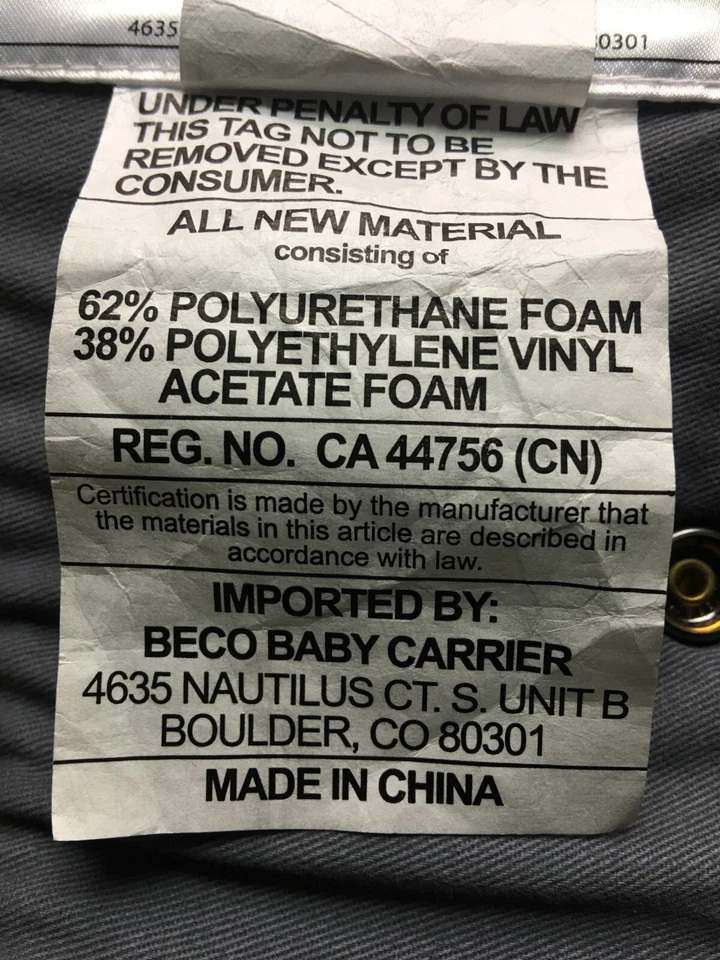 4635
0301
UNDER PENALTY OF LAW
THIS TAG NOT TO BE
REMOVED EXCEPT BY THE
CONSUMER.
ALL NEW MATERIAL
consisting of
62% POLYURETHANE FOAM
38% POLYETHYLENE VINYL
ACETATE FOAM
REG. NO. CA 44756 (CN)
Certification is made by the manufacturer that
the materials in this article are described in
accordance with law.
IMPORTED BY:
BECO BABY CARRIER
4635 NAUTILUS CT. S. UNIT B
BOULDER, CO 80301
MADE IN CHINA